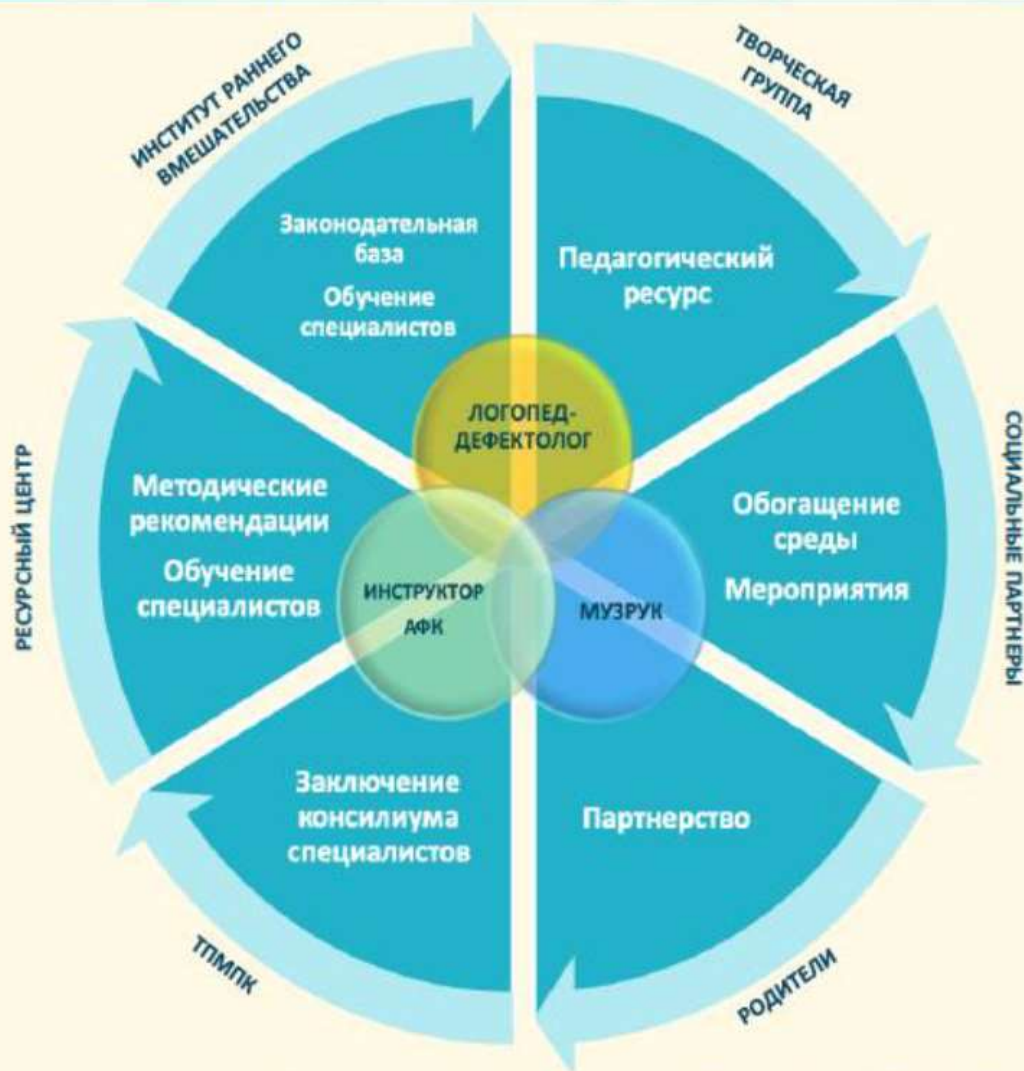 ИНСТИТУТ РАННЕГО
ВМЕШАТЕЛЬСТВА
ТВОРЧЕСКАЯ
ГРУППА
Законодательная
база
Обучение
специалистов
Педагогический
ресурс
ЛОГОПЕД-
ДЕФЕКТОЛОГ
РЕСУРСНЫЙ ЦЕНТР
Методические
рекомендации
Обучение
специалистов
Обогащение
среды
Мероприятия
СОЦИАЛЬНЫЕ ПАРТНЕРЫ
ИНСТРУКТОР
АФК
МУЗРУК
Заключение
консилиума
специалистов
Партнерство
ТПМПК
РОДИТЕЛИ